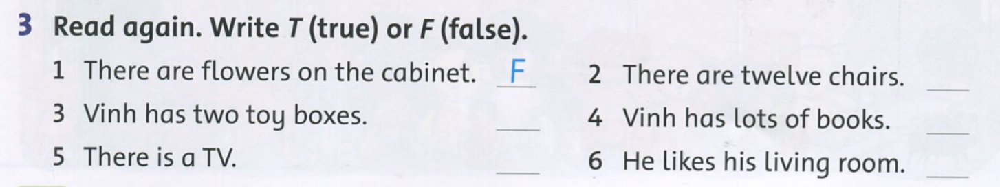 3 Read again. Write T (true) or F (false).
1 There are flowers on the cabinet. F
2 There are twelve chairs. ___
3 Vinh has two toy boxes. ___
4 Vinh has lots of books. ___
5 There is a TV. ___
6 He likes his living room. ___